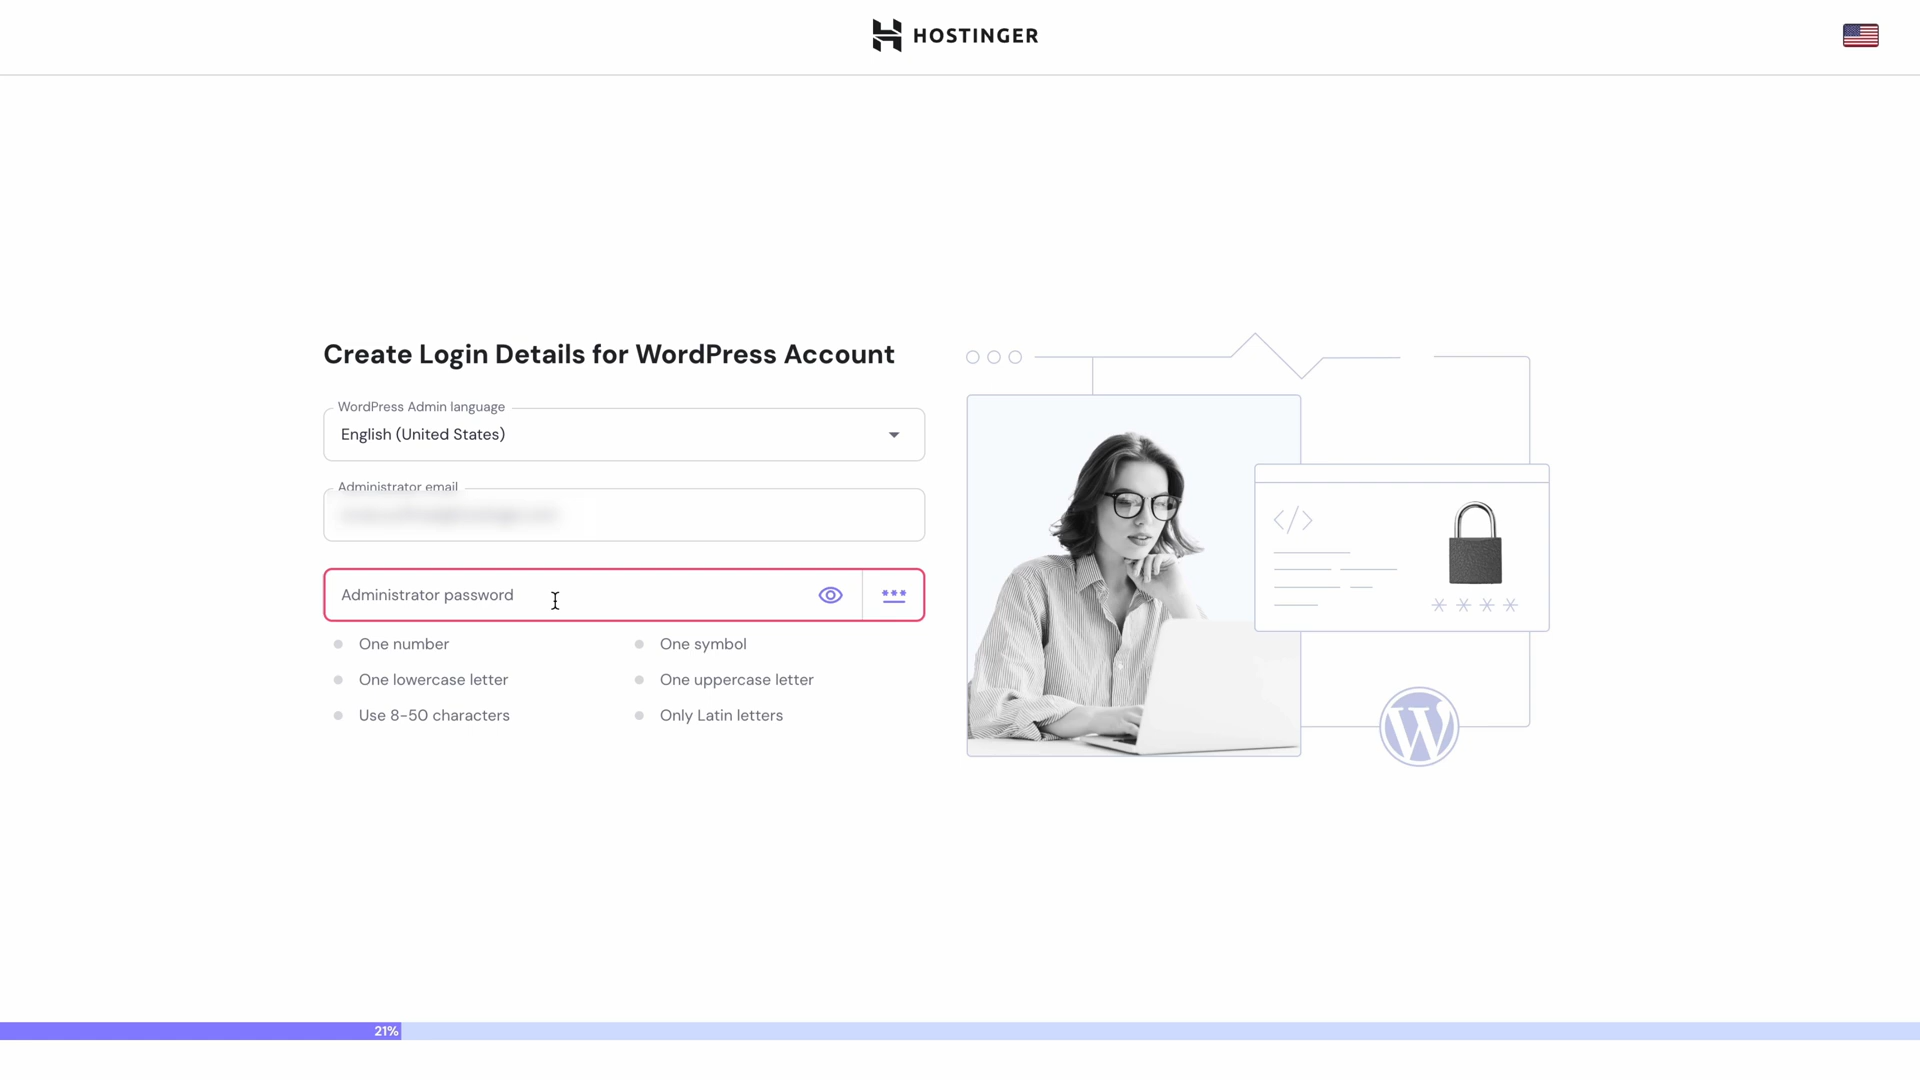 HOSTINGER
Create Login Details for WordPress Account
WordPress Admin language
English (United States)
Administrator email
Administrator password
***
One number
One symbol
One lowercase letter
One uppercase letter
Use 8-50 characters
Only Latin letters
</>
* * * *
21%